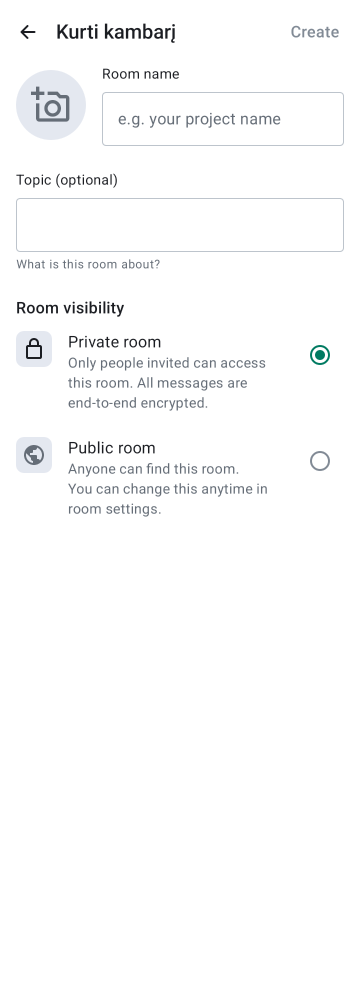 Kurti kambarį
Create
Room name
e.g. your project name
Topic (optional)
What is this room about?
Room visibility
Private room
Only people invited can access
this room. All messages are
end-to-end encrypted.
Public room
Anyone can find this room.
You can change this anytime in
room settings.